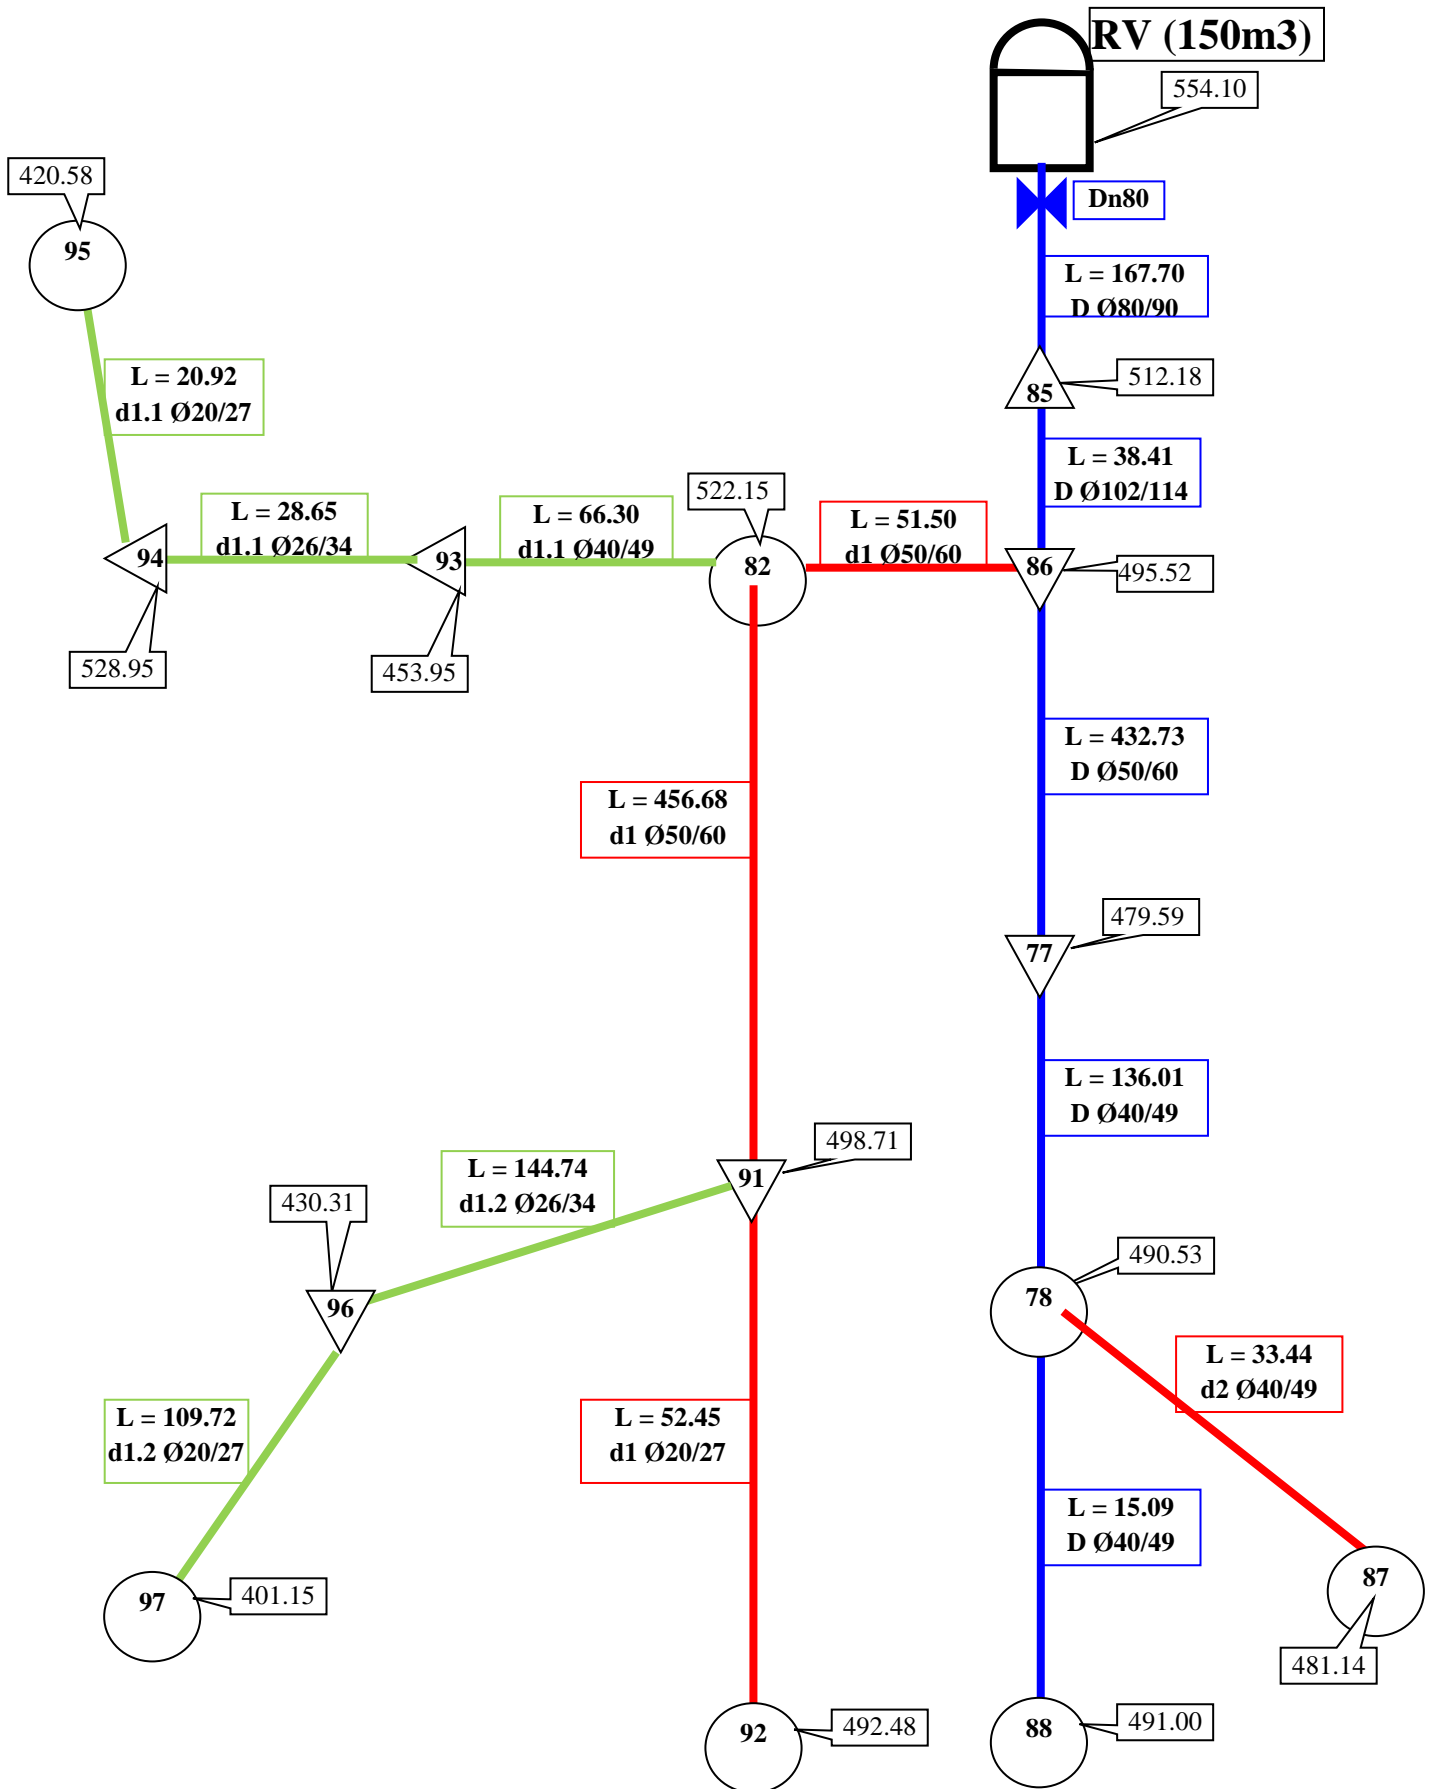 RV (150m3)
554.10
420.58
Dn80
95
L = 167.70
D Ø80/90
L = 20.92
d1.1 Ø20/27
512.18
85
L = 38.41
D Ø102/114
522.15
L = 28.65
d1.1 Ø26/34
L = 66.30
d1.1 Ø40/49
L = 51.50
d1 Ø50/60
94
93
82
86
495.52
528.95
453.95
L = 432.73
D Ø50/60
L = 456.68
d1 Ø50/60
479.59
77
L = 136.01
D Ø40/49
498.71
L = 144.74
d1.2 Ø26/34
91
430.31
490.53
96
78
L = 33.44
d2 Ø40/49
L = 109.72
d1.2 Ø20/27
L = 52.45
d1 Ø20/27
L = 15.09
D Ø40/49
97
401.15
87
481.14
92
492.48
88
491.00